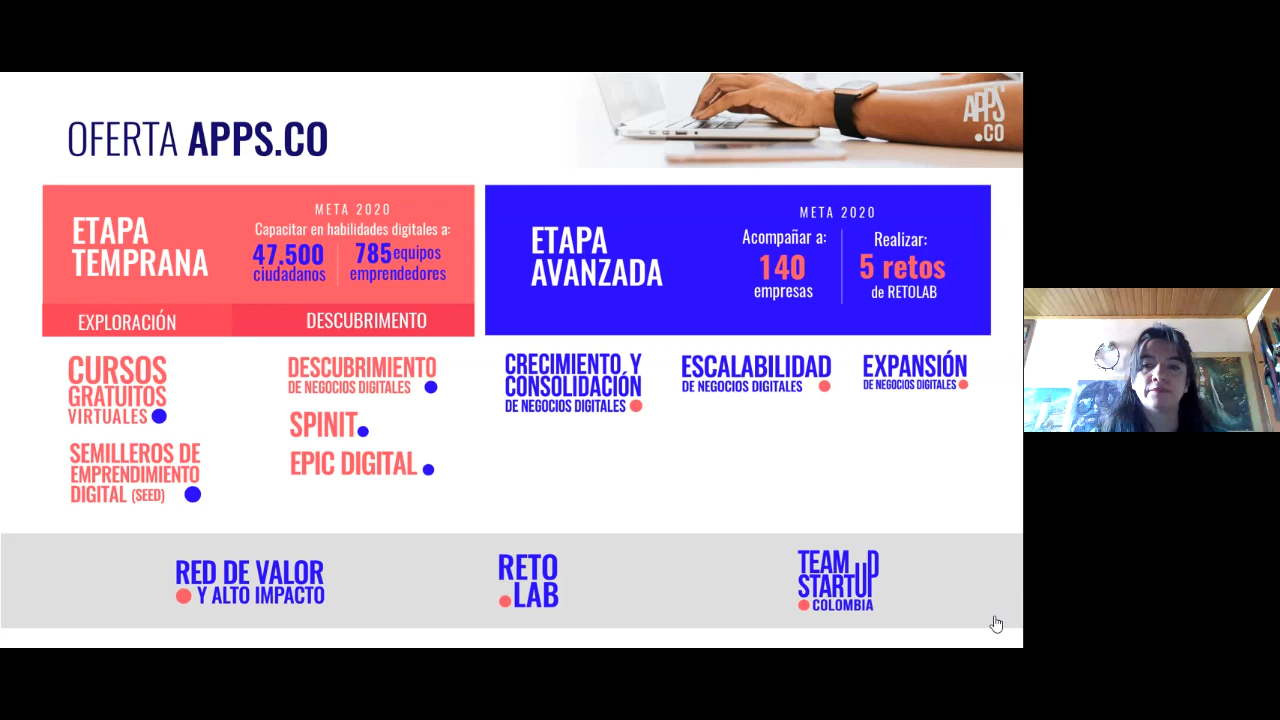 OFERTA APPS.CO
APPS
.CO
ETAPA
TEMPRANA
META 2020
Capacitar en habilidades digitales a:
47.500
ciudadanos
785 equipos
emprendedores
EXPLORACIÓN
DESCUBRIMENTO
ETAPA
AVANZADA
META 2020
Acompañar a:
140
empresas
Realizar:
5 retos
de RETOLAB
CURSOS
GRATUITOS
VIRTUALES
SEMILLEROS DE
EMPRENDIMIENTO
DIGITAL (SEED)
DESCUBRIMIENTO
DE NEGOCIOS DIGITALES
SPINIT
EPIC DIGITAL
CRECIMIENTO Y
CONSOLIDACIÓN
DE NEGOCIOS DIGITALES
ESCALABILIDAD
DE NEGOCIOS DIGITALES
EXPANSIÓN
DE NEGOCIOS DIGITALES
RED DE VALOR
Y ALTO IMPACTO
RETO
.LAB
TEAM
STARTUP
COLOMBIA